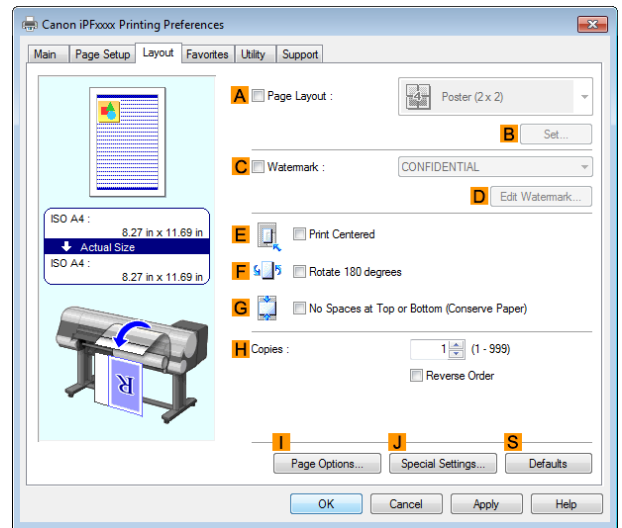 Canon iPFxxxx Printing Preferences
Main Page Setup Layout Favorites Utility Support
A Page Layout : 4 Poster (2 x 2)
B Set...
C Watermark : CONFIDENTIAL
D Edit Watermark...
ISO A4 :
8.27 in x 11.69 in
Actual Size
ISO A4 :
8.27 in x 11.69 in
E Print Centered
F Rotate 180 degrees
G No Spaces at Top or Bottom (Conserve Paper)
H Copies : 1 (1 - 999)
Reverse Order
R
I J S
Page Options... Special Settings... Defaults
OK Cancel Apply Help